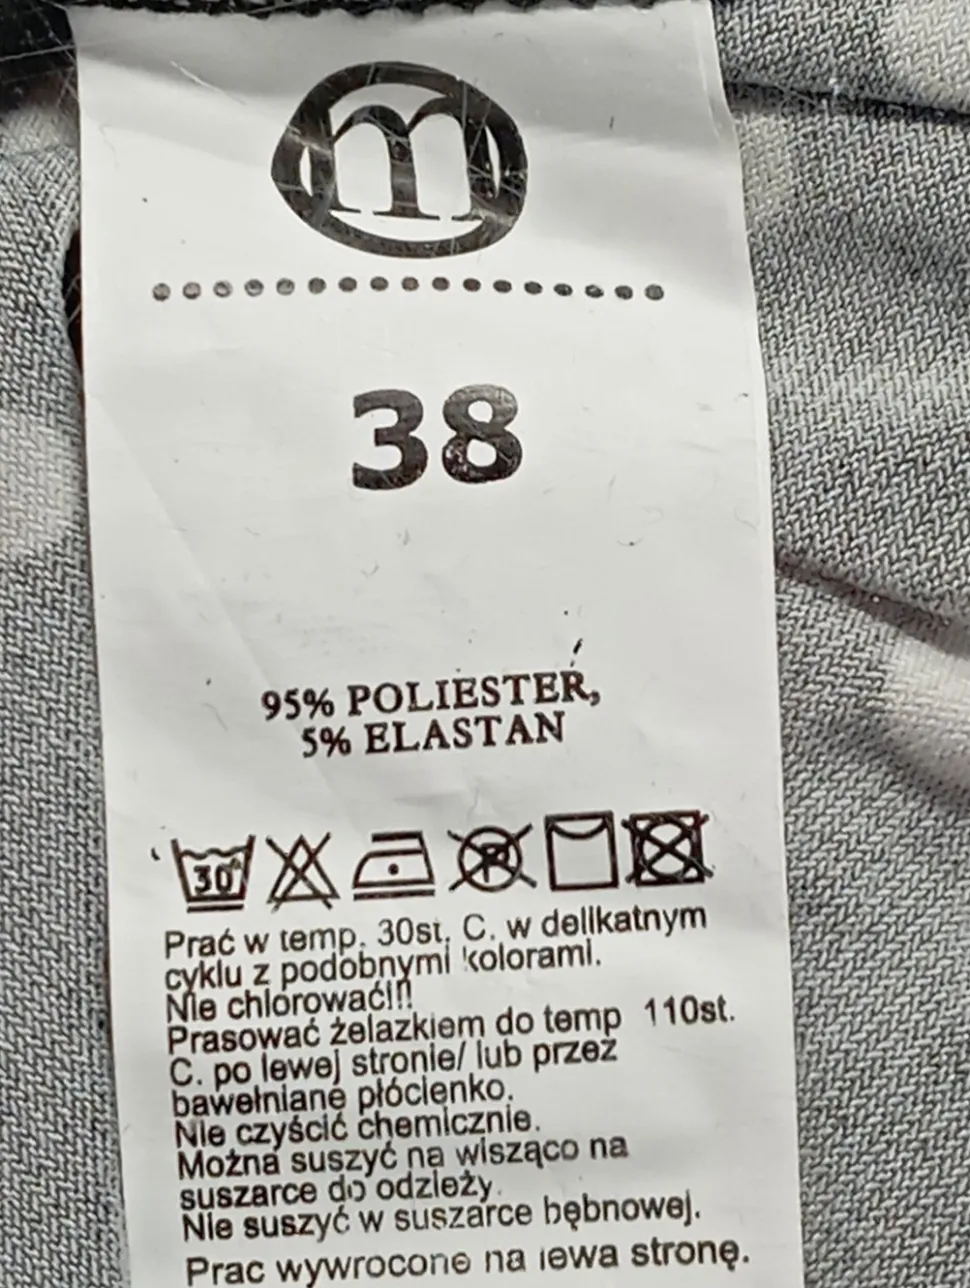 m
38
95% POLIESTER,
5% ELASTAN
30°
P
Prać w temp. 30st. C. w delikatnym
cyklu z podobnymi kolorami.
Nie chlorować!!!
Prasować żelazkiem do temp 110st.
C. po lewej stronie/ lub przez
bawełniane płócienko.
Nie czyścić chemicznie.
Można suszyć na wisząco na
suszarce do odzieży.
Nie suszyć w suszarce bębnowej.
Prac wywrocone na lewa stronę.